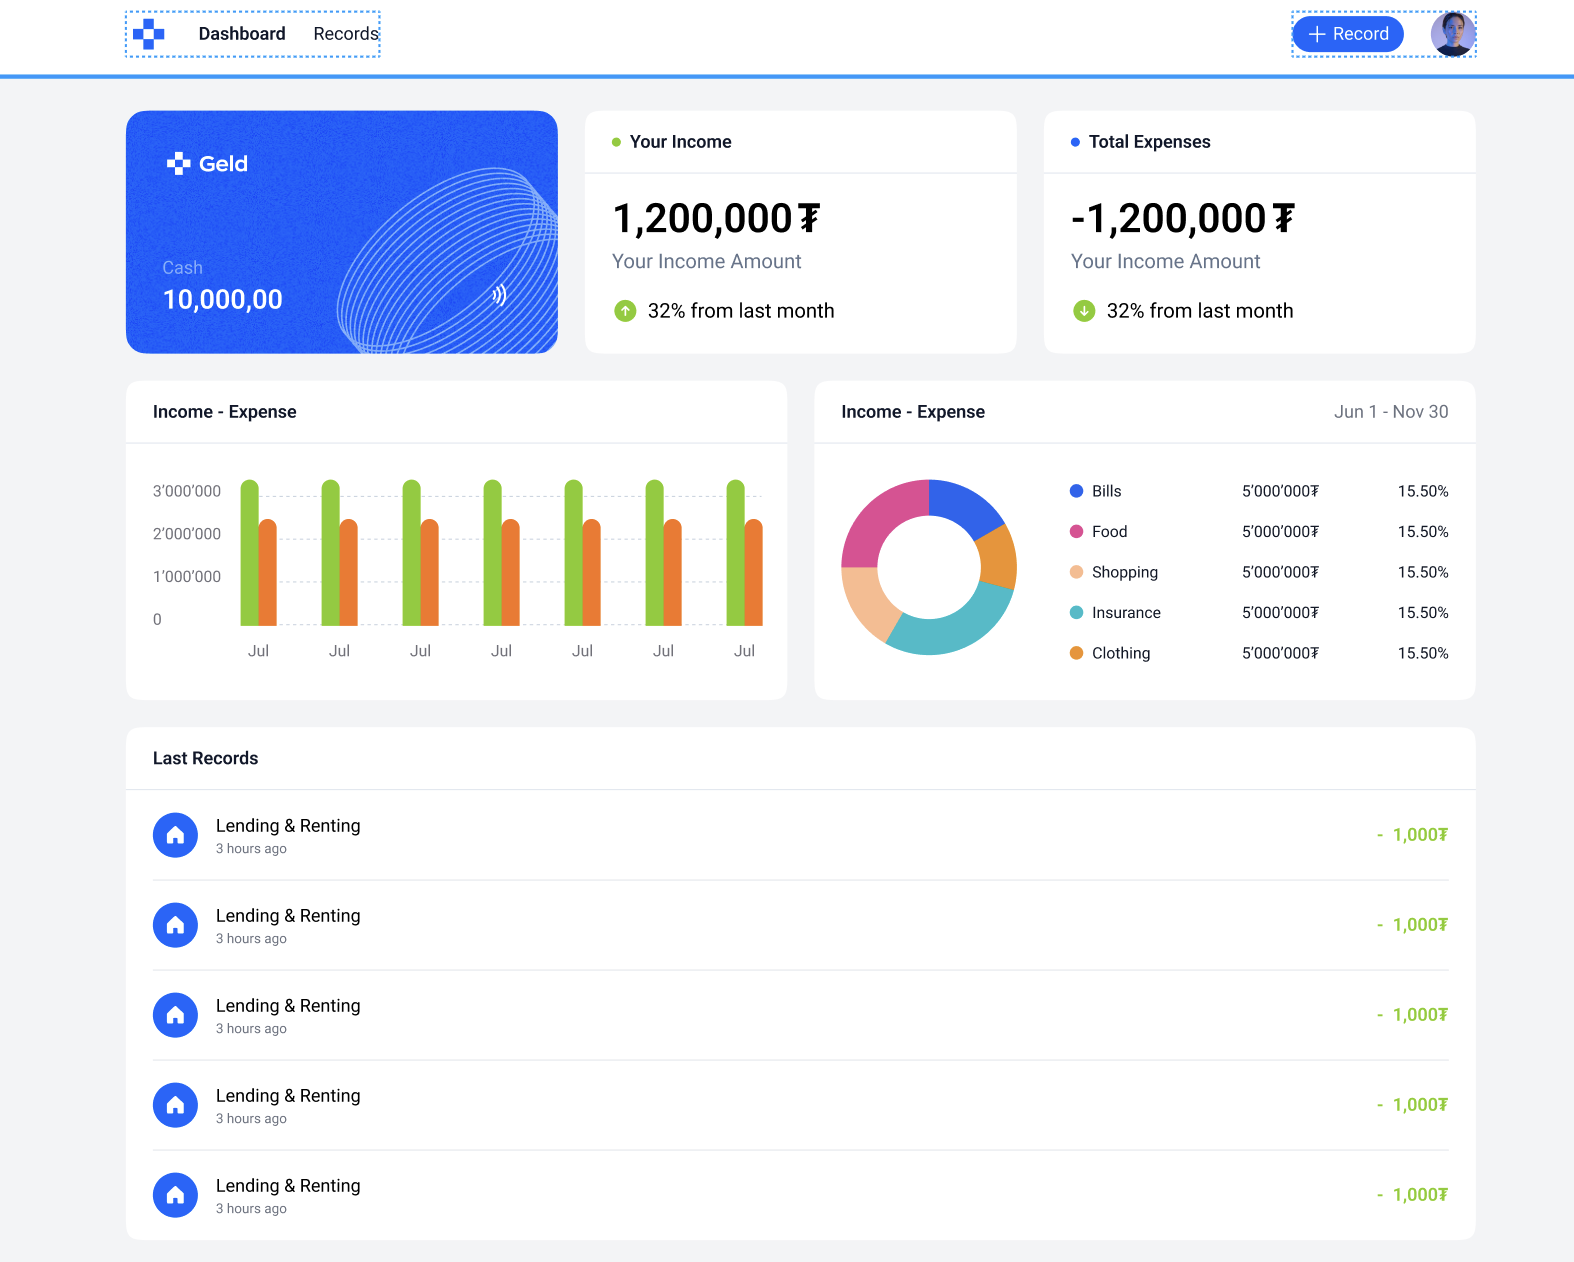 Dashboard Records + Record
Geld
Cash
10,000,00
Your Income
1,200,000₮
Your Income Amount
32% from last month
Total Expenses
-1,200,000₮
Your Income Amount
32% from last month
Income - Expense
3’000’000
2’000’000
1’000’000
0
Jul Jul Jul Jul Jul Jul Jul
Income - Expense Jun 1 - Nov 30
Bills 5’000’000₮ 15.50%
Food 5’000’000₮ 15.50%
Shopping 5’000’000₮ 15.50%
Insurance 5’000’000₮ 15.50%
Clothing 5’000’000₮ 15.50%
Last Records
Lending & Renting
3 hours ago
- 1,000₮
Lending & Renting
3 hours ago
- 1,000₮
Lending & Renting
3 hours ago
- 1,000₮
Lending & Renting
3 hours ago
- 1,000₮
Lending & Renting
3 hours ago
- 1,000₮